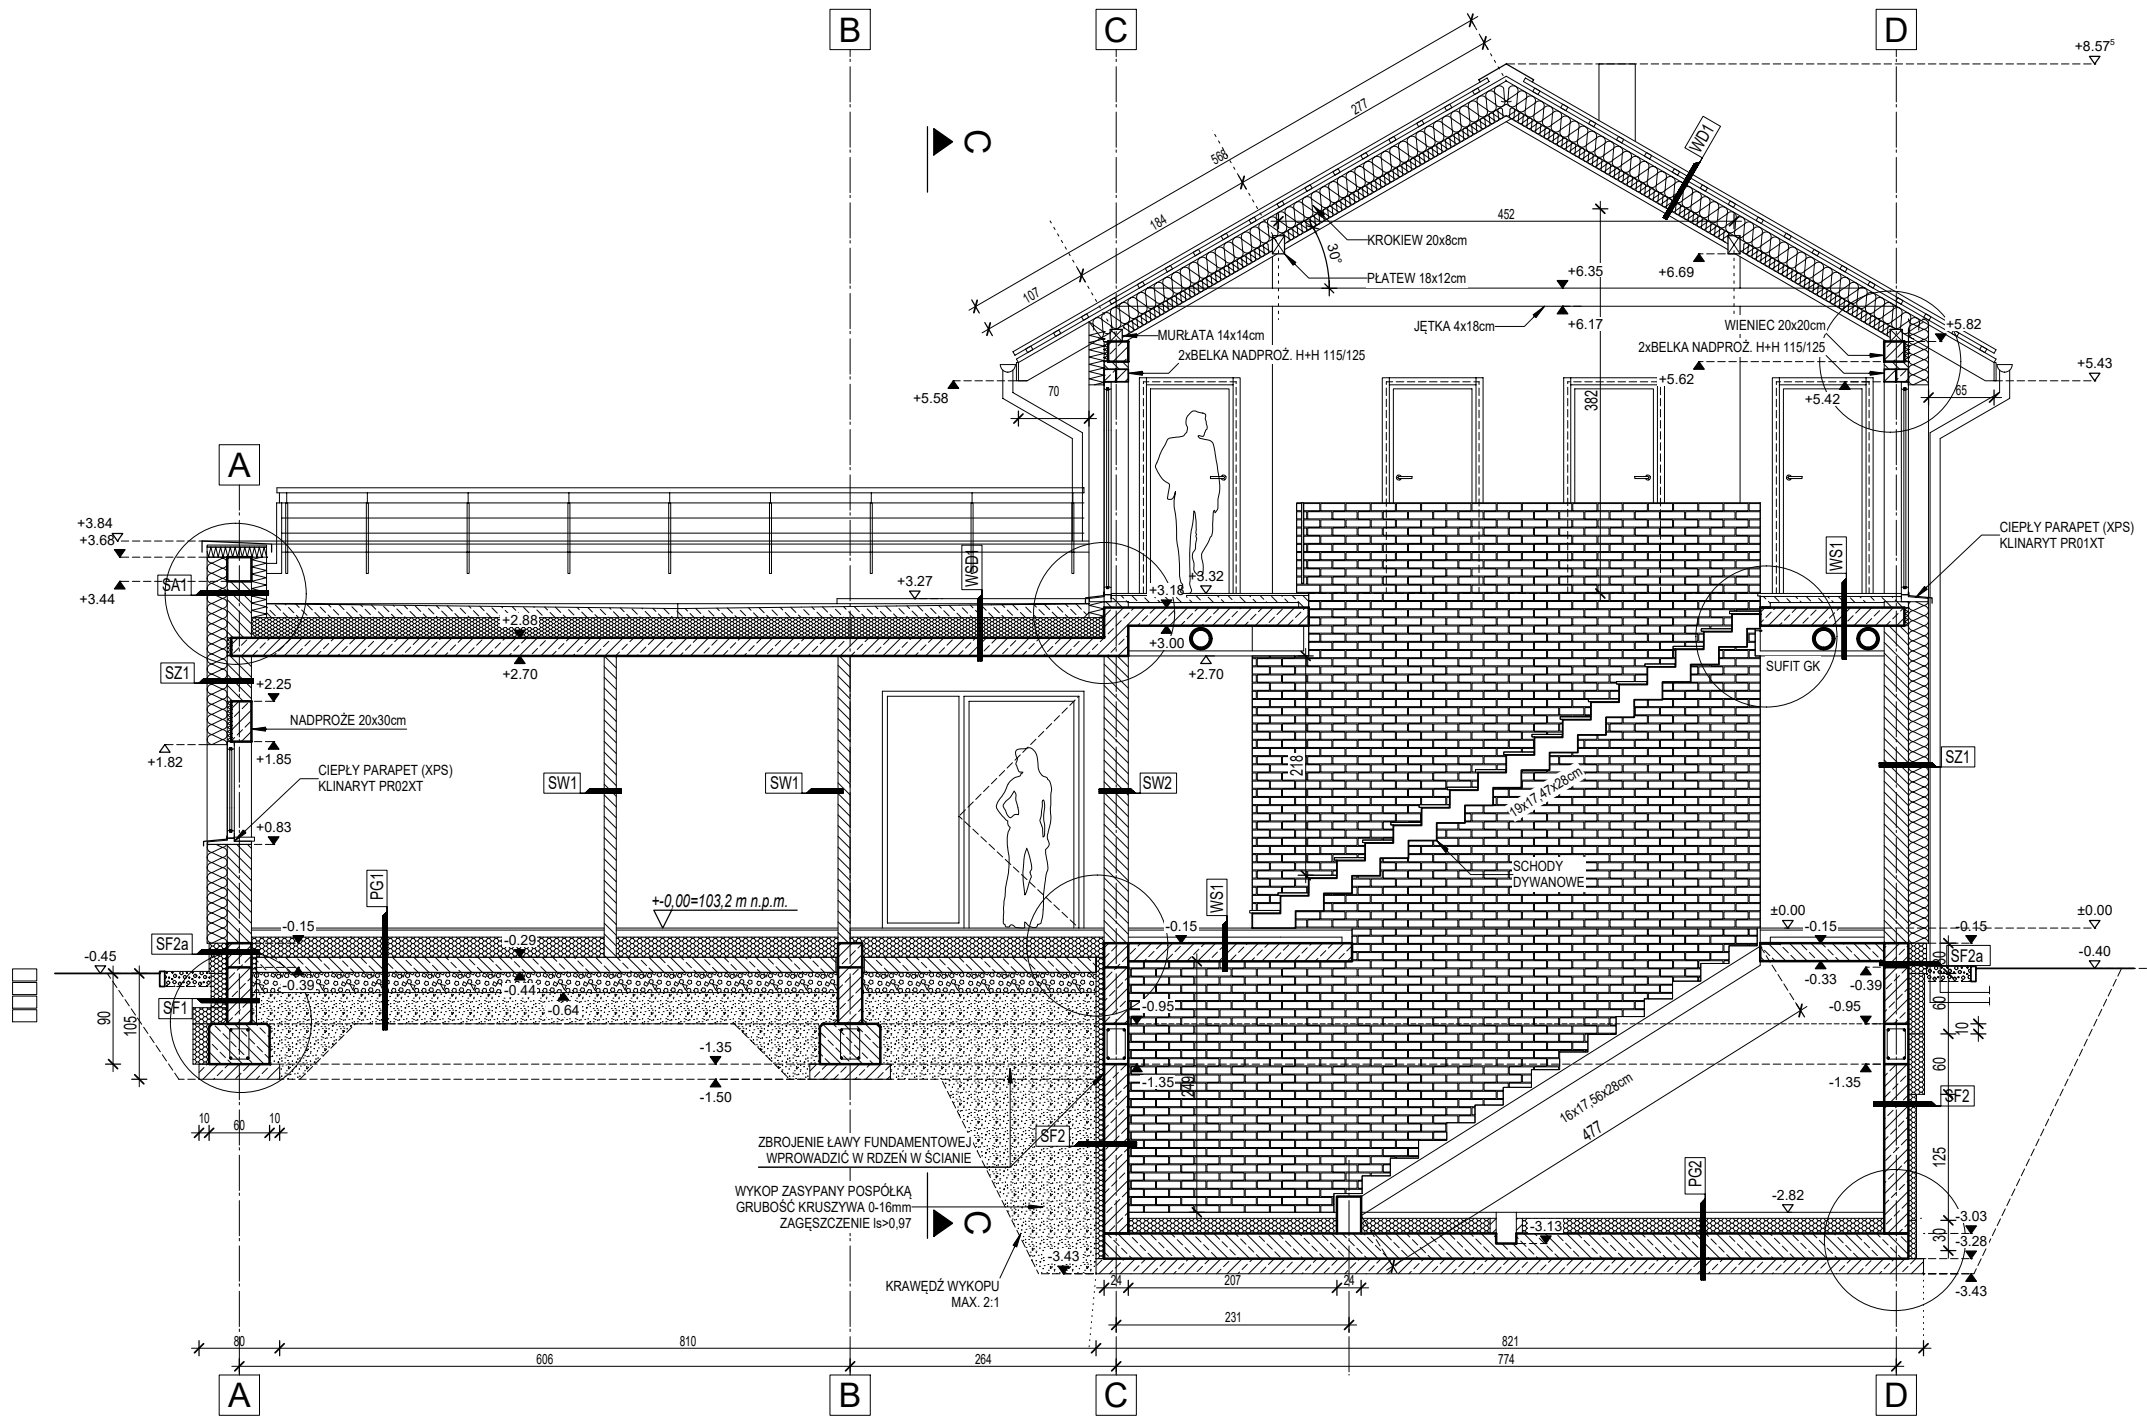 B
C
D
+8.57⁵
C
277
568
184
107
WD1
452
KROKIEW 20x8cm
30°
PŁATEW 18x12cm
+6.35
+6.69
JĘTKA 4x18cm
+6.17
MURŁATA 14x14cm
2xBELKA NADPROŻ. H+H 115/125
WIENIEC 20x20cm
2xBELKA NADPROŻ. H+H 115/125
+5.82
+5.62
+5.43
+5.58
70
382
+5.42
65
A
+3.84
+3.68
SA1
+3.44
WSD1
+3.27
+3.18
+3.32
WS1
CIEPŁY PARAPET (XPS)
KLINARYT PR01XT
+2.88
+3.00
+2.70
+2.70
SUFIT GK
SZ1
+2.25
NADPROŻE 20x30cm
+1.82
+1.85
CIEPŁY PARAPET (XPS)
KLINARYT PR02XT
+0.83
SW1
SW1
SW2
218
19x17,47x28cm
SZ1
SCHODY
DYWANOWE
PG1
+-0,00=103,2 m n.p.m.
WS1
±0.00
±0.00
SF2a
-0.15
-0.29
-0.15
-0.15
-0.15
-0.45
-0.39
-0.44
-0.64
-0.33
-0.39
SF2a
-0.40
SF1
90
105
-0.95
-0.95
60
10
-1.35
-1.50
-1.35
249
-1.35
60
10
60
10
16x17,56x28cm
477
SF2
SF2
ZBROJENIE ŁAWY FUNDAMENTOWEJ
WPROWADZIĆ W RDZEŃ W ŚCIANIE
125
WYKOP ZASYPANY POSPÓŁKĄ
GRUBOŚĆ KRUSZYWA 0-16mm
ZAGĘSZCZENIE Is>0,97
C
PG2
-2.82
-3.13
-3.03
30
-3.28
-3.43
-3.43
KRAWĘDŹ WYKOPU
MAX. 2:1
24
207
24
231
80
810
821
606
264
774
A
B
C
D